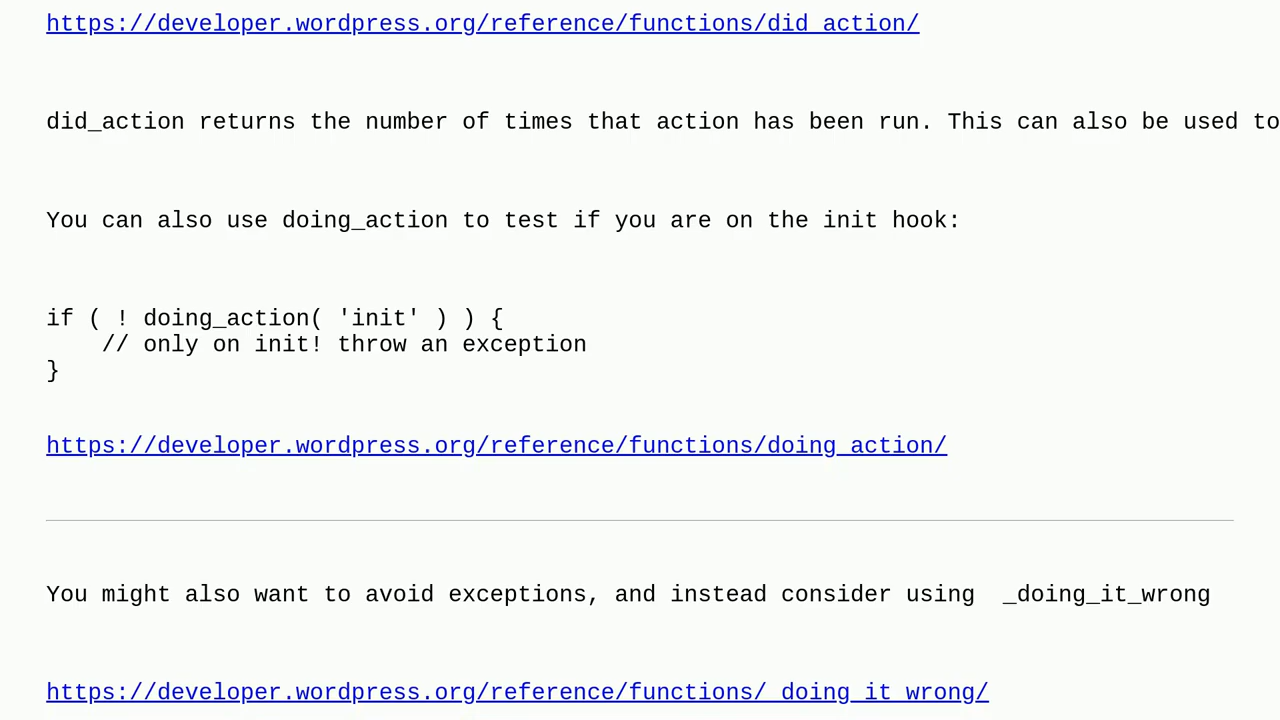 https://developer.wordpress.org/reference/functions/did_action/
did_action returns the number of times that action has been run. This can also be used to
You can also use doing_action to test if you are on the init hook:
if ( ! doing_action( 'init' ) ) {
    // only on init! throw an exception
}
https://developer.wordpress.org/reference/functions/doing_action/
You might also want to avoid exceptions, and instead consider using  _doing_it_wrong
https://developer.wordpress.org/reference/functions/_doing_it_wrong/